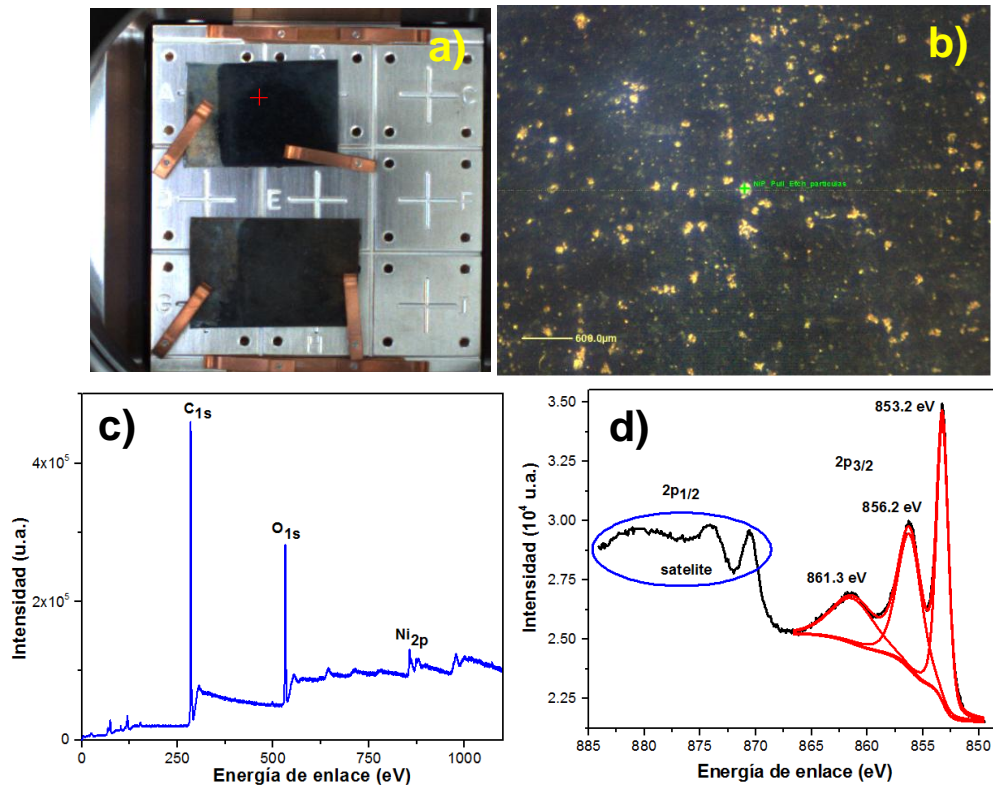 a)
B
A
C
D
E
F
G
H
I
b)
NiP_Full_Etch_particulas
600.0µm
c)
C1s
O1s
Ni2p
4x10^5
2x10^5
0
0
250
500
750
1000
Intensidad (u.a.)
Energía de enlace (eV)
d)
853.2 eV
2p3/2
2p1/2
856.2 eV
satelite
861.3 eV
3.50
3.25
3.00
2.75
2.50
2.25
885
880
875
870
865
860
855
850
Intensidad (10^4 u.a.)
Energía de enlace (eV)